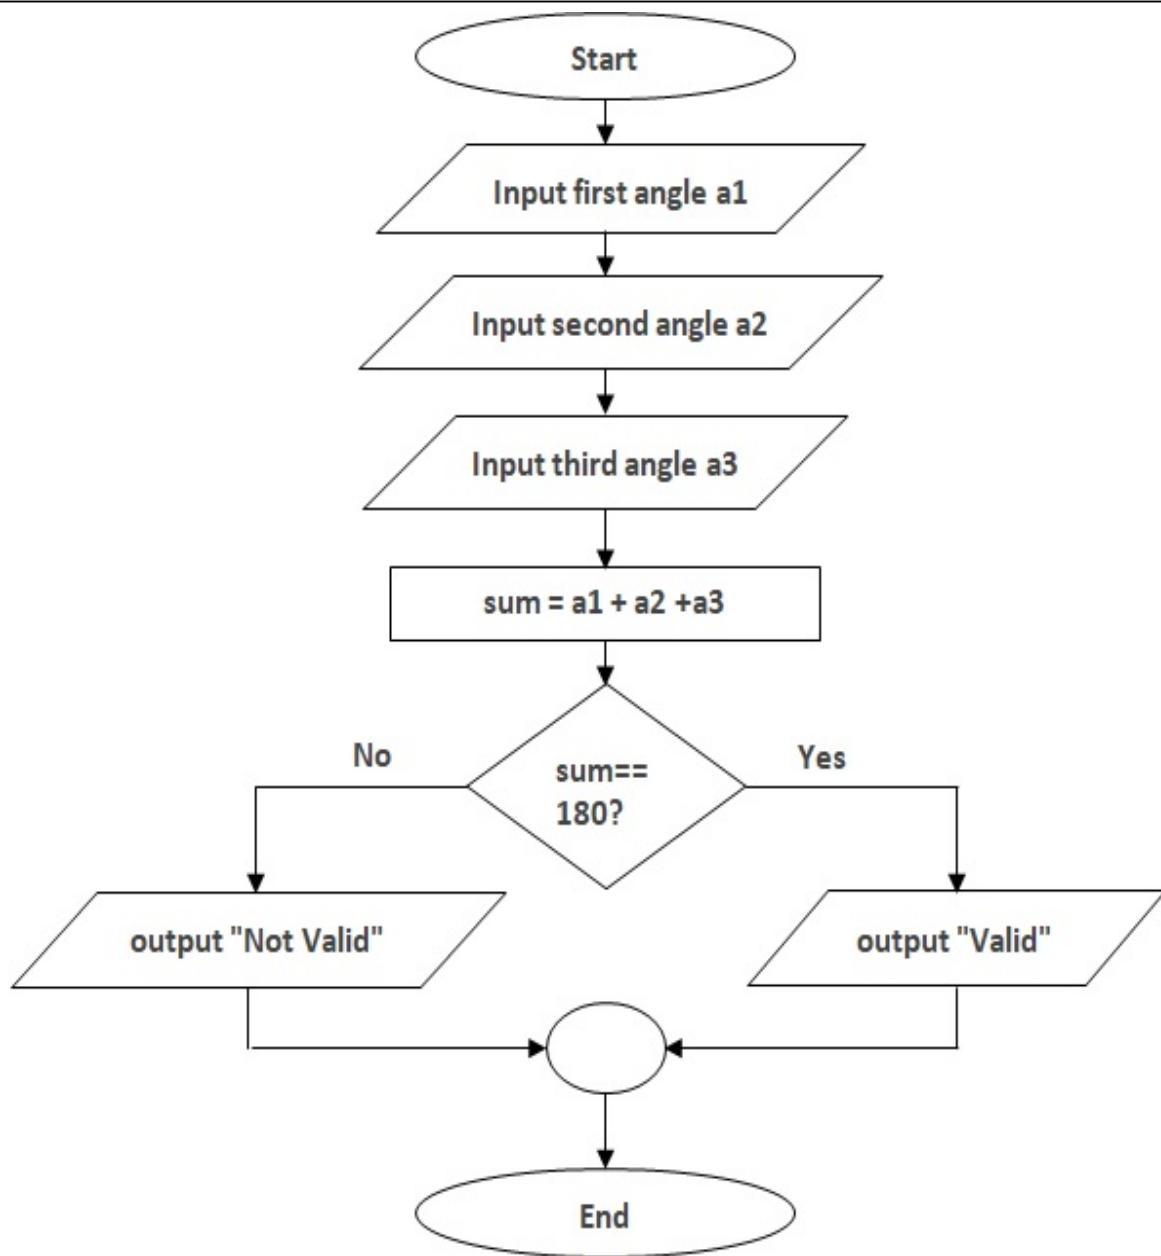 Start
Input first angle a1
Input second angle a2
Input third angle a3
sum = a1 + a2 +a3
No
Yes
sum==
180?
output "Not Valid"
output "Valid"
End